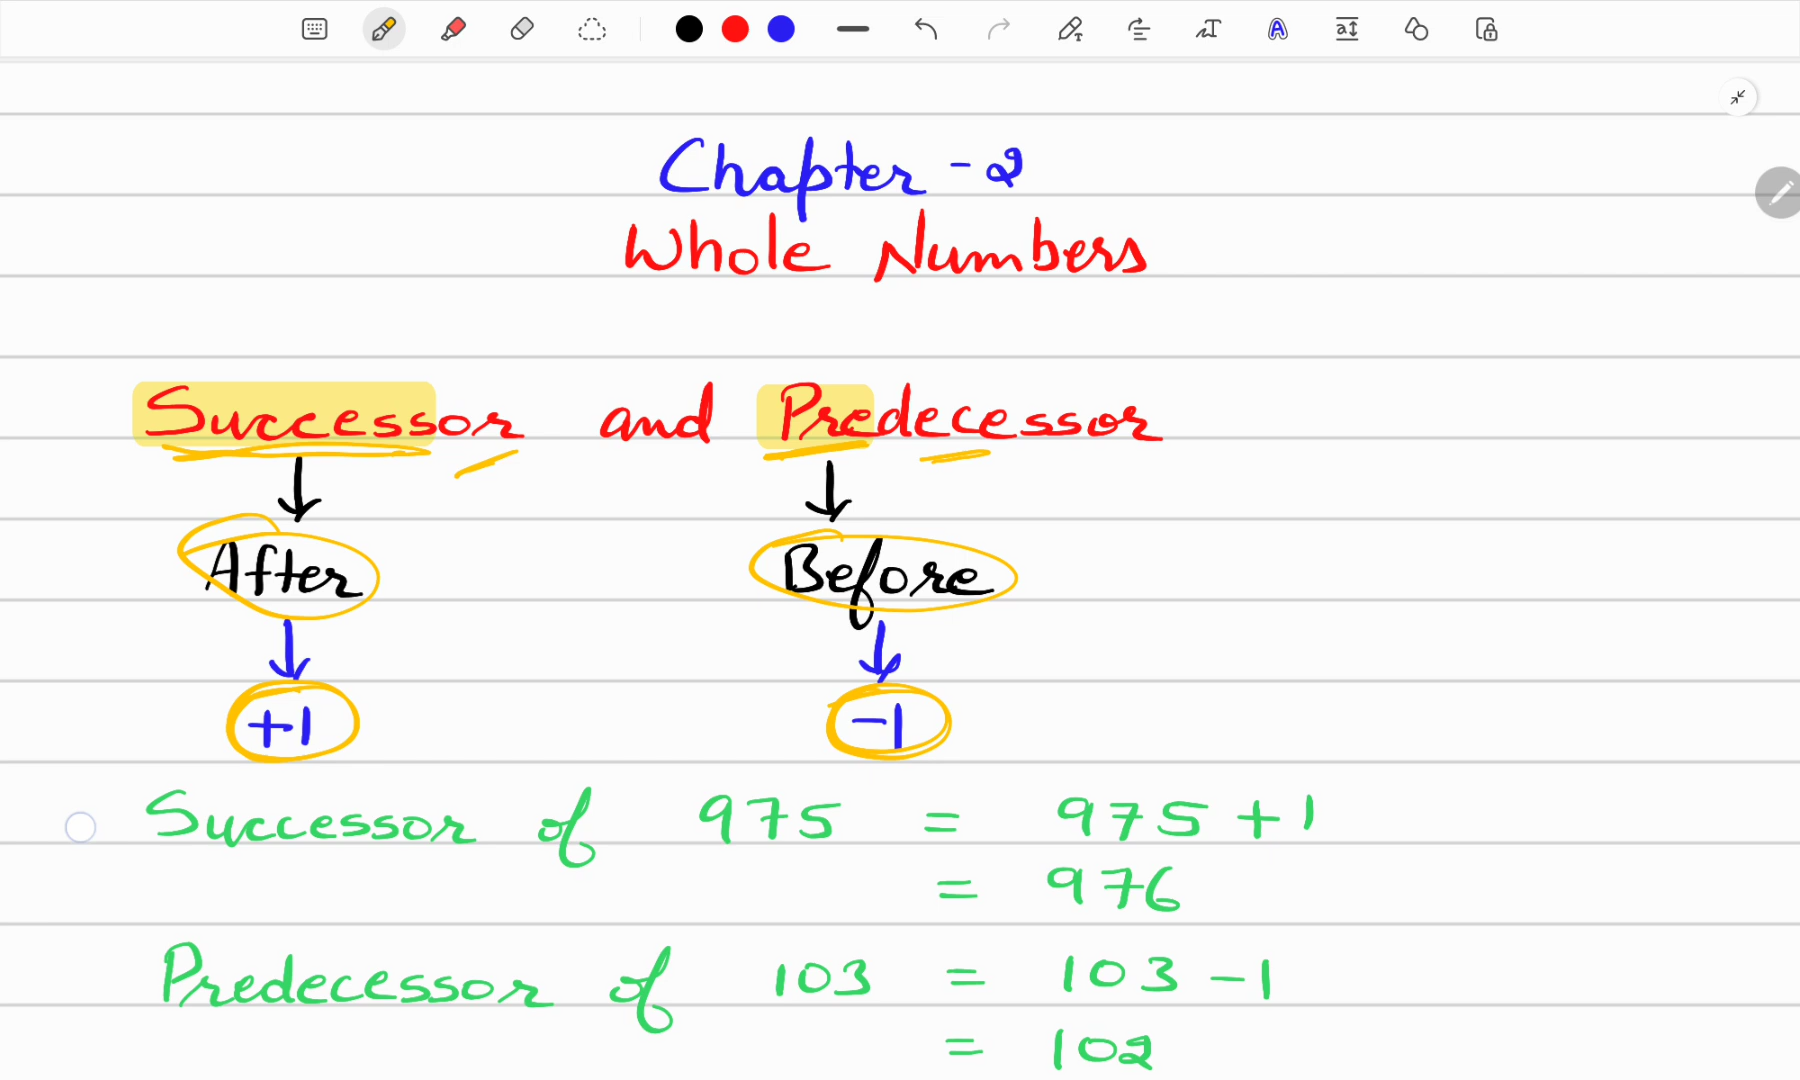 Chapter - 2
Whole Numbers
Successor and Predecessor
After Before
+1 -1
Successor of 975 = 975 + 1
= 976
Predecessor of 103 = 103 - 1
= 102